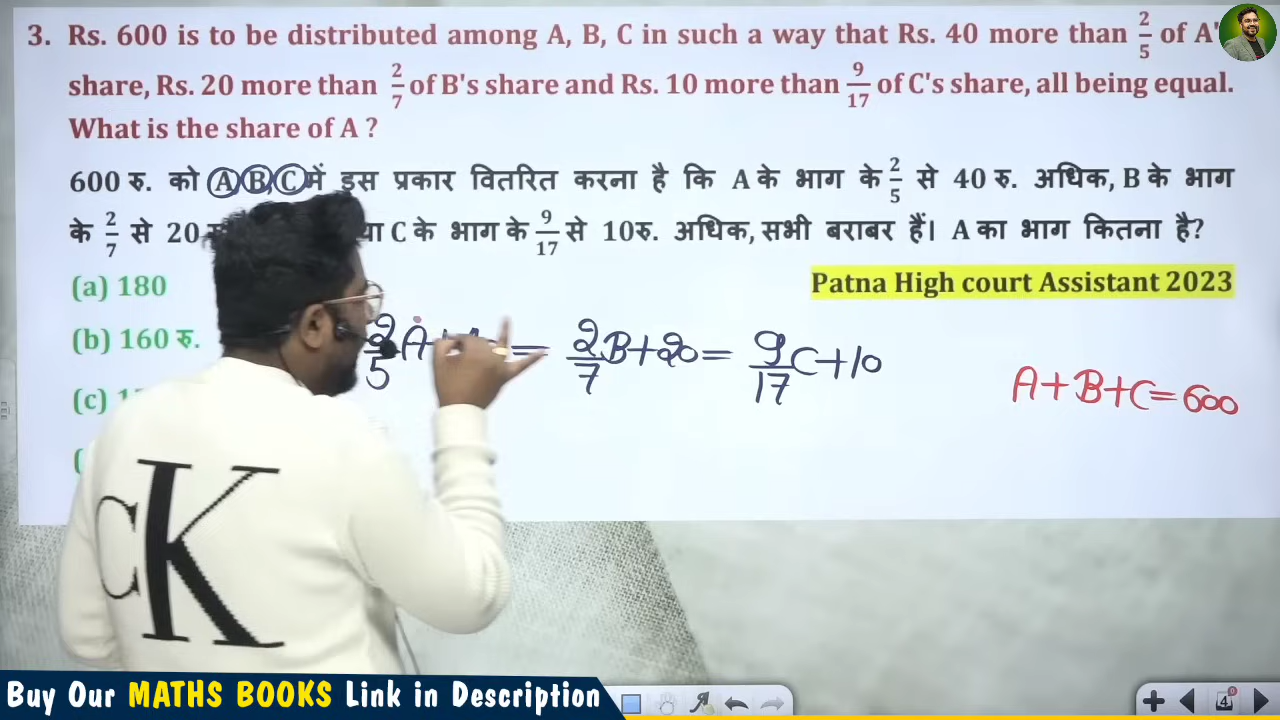 3. Rs. 600 is to be distributed among A, B, C in such a way that Rs. 40 more than 2/5 of A'
share, Rs. 20 more than 2/7 of B's share and Rs. 10 more than 9/17 of C's share, all being equal.
What is the share of A ?
600 रु. को A B, C में इस प्रकार वितरित करना है कि A के भाग के 2/5 से 40 रु. अधिक, B के भाग
के 2/7 से 20 C के भाग के 9/17 से 10रु. अधिक, सभी बराबर हैं। A का भाग कितना है?
(a) 180
Patna High court Assistant 2023
(b) 160 रु.
2/5 A+ = 2/7 B+20 = 9/17 C+10
A+B+C=600
(c)
CK
Buy Our MATHS BOOKS Link in Description